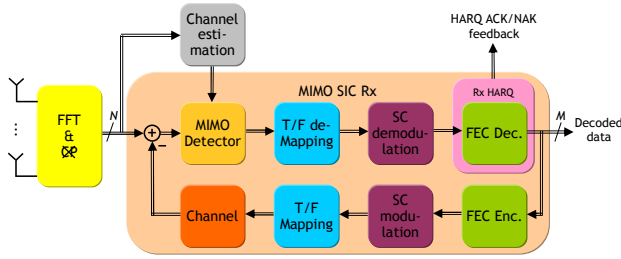 HARQ ACK/NAK
feedback
Channel
esti-
mation
MIMO SIC Rx
Rx HARQ
N
FFT
&
CP
+
−
MIMO
Detector
T/F de-
Mapping
SC
demodu-
lation
FEC Dec.
M
Decoded
data
...
Channel
T/F
Mapping
SC
modu-
lation
FEC Enc.